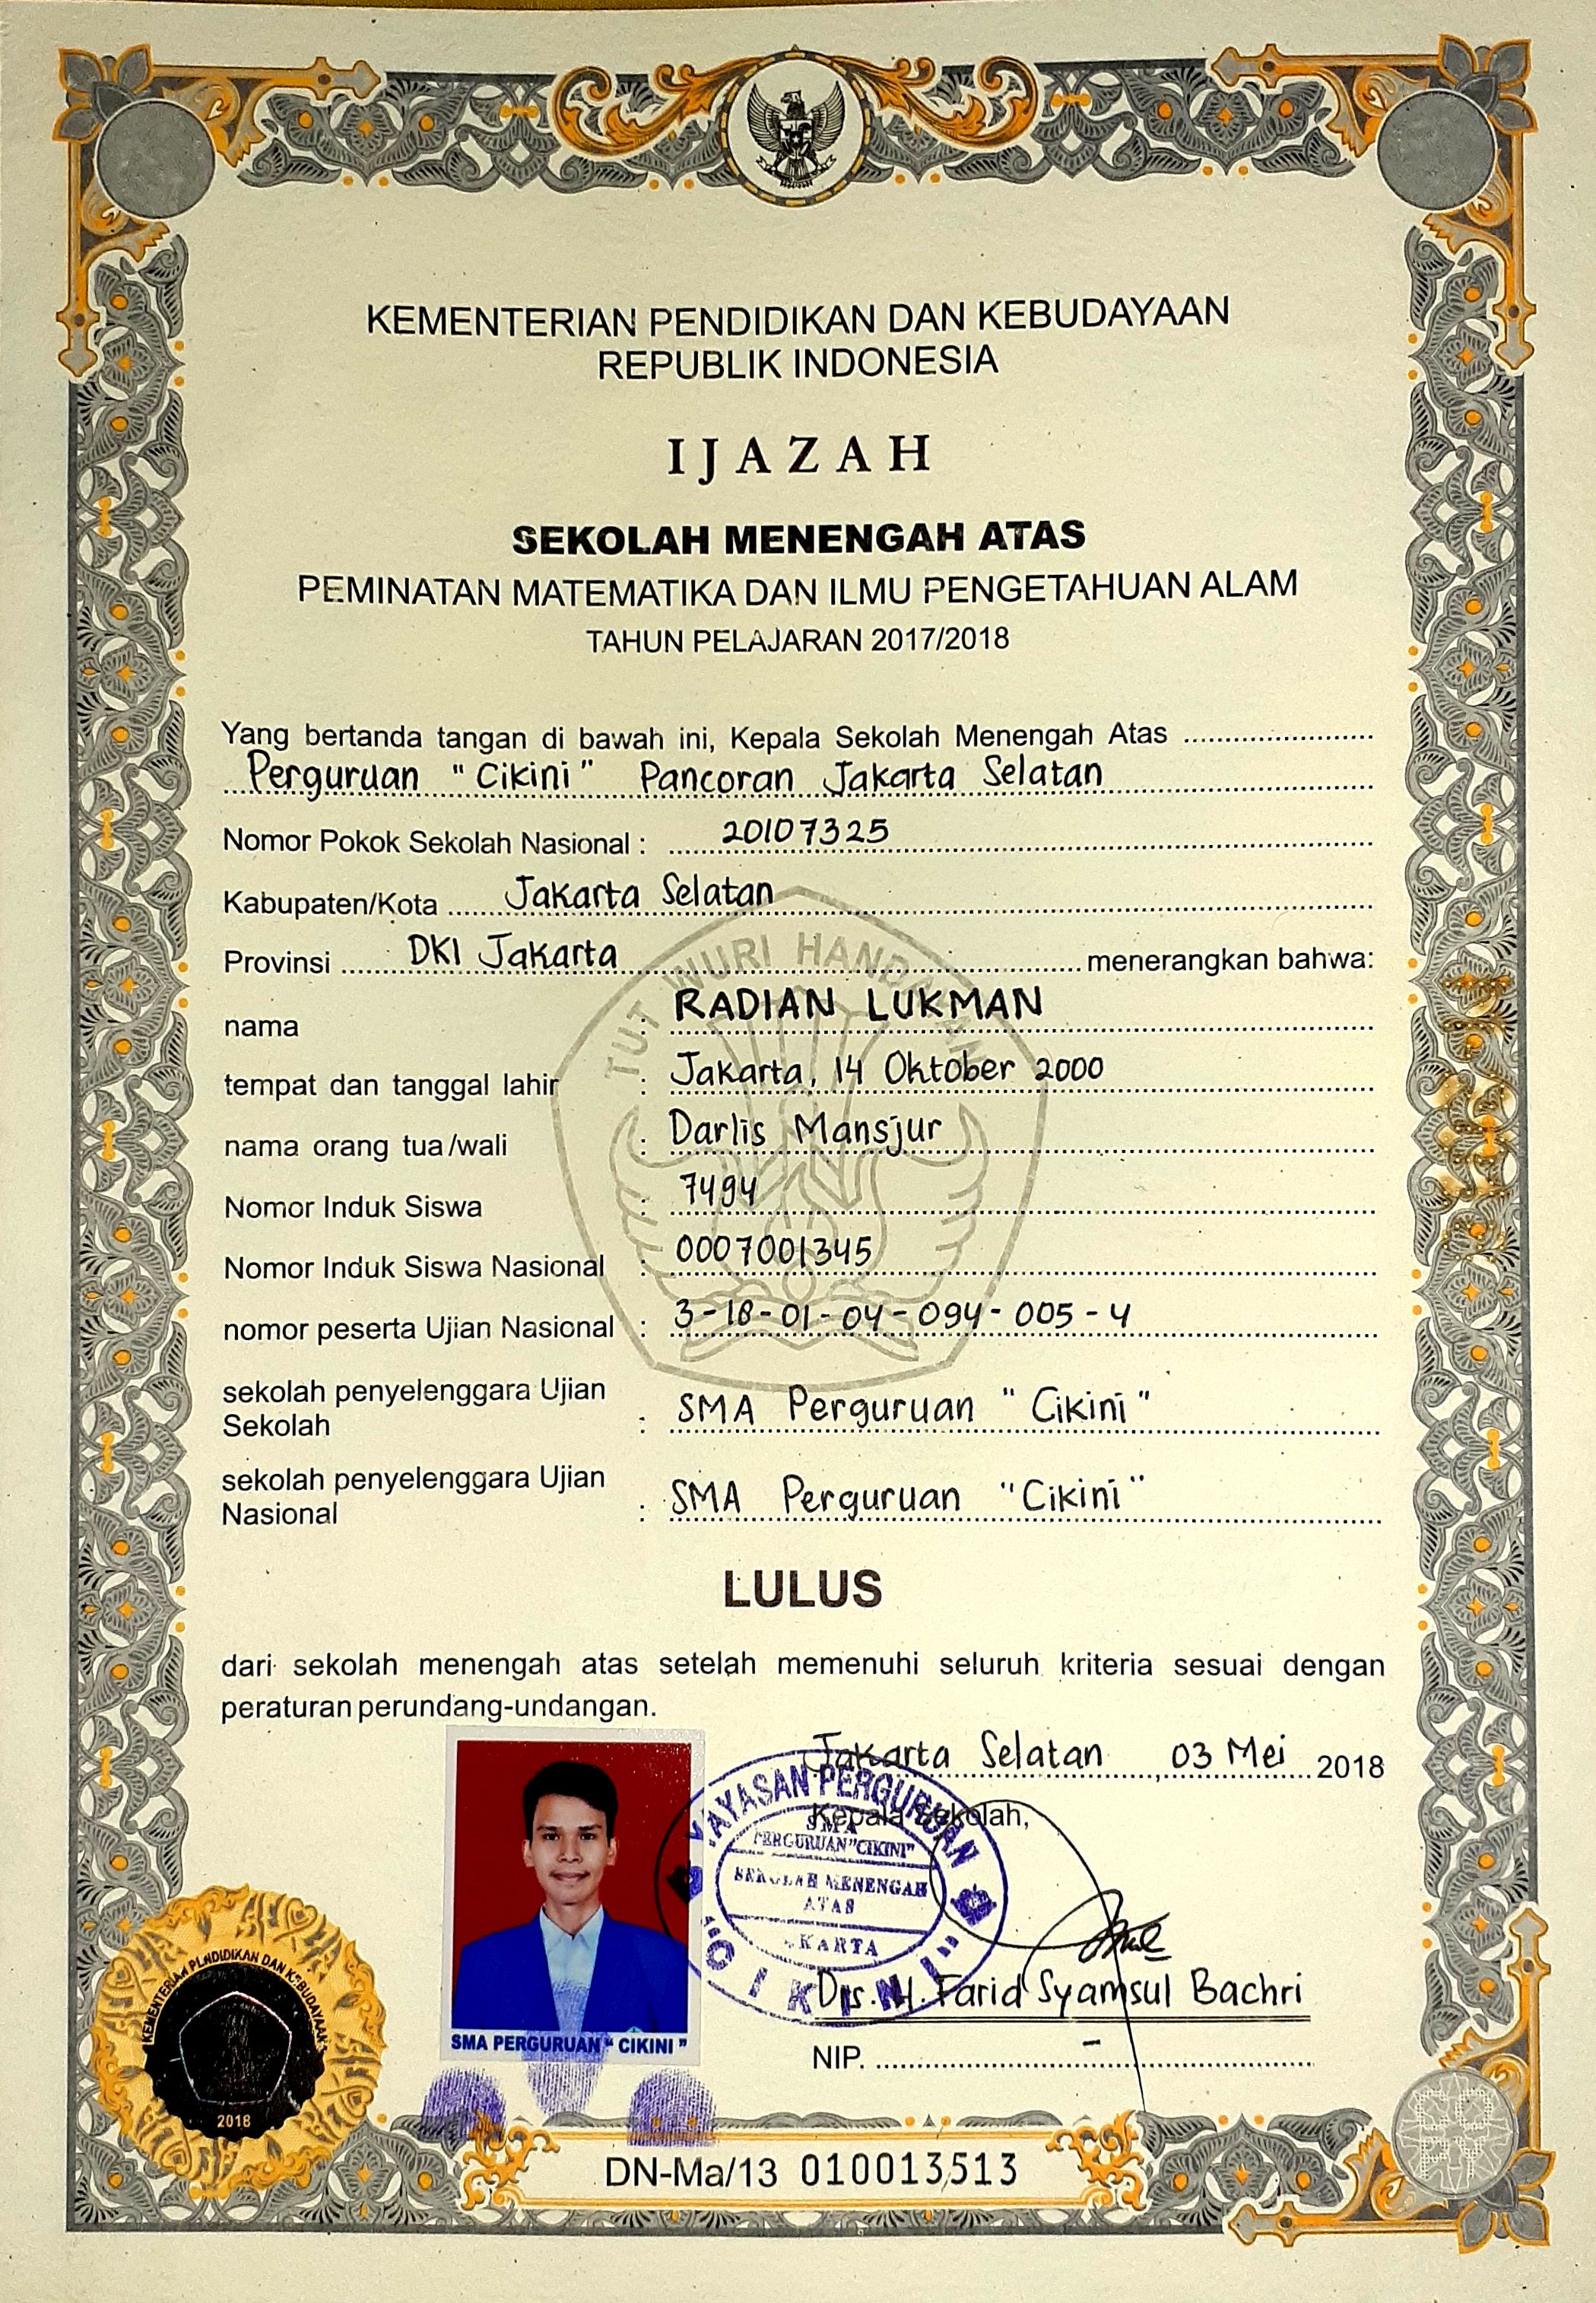 KEMENTERIAN PENDIDIKAN DAN KEBUDAYAAN
REPUBLIK INDONESIA
IJAZAH
SEKOLAH MENENGAH ATAS
PEMINATAN MATEMATIKA DAN ILMU PENGETAHUAN ALAM
TAHUN PELAJARAN 2017/2018
Yang bertanda tangan di bawah ini, Kepala Sekolah Menengah Atas
Perguruan "Cikini" Pancoran Jakarta Selatan
Nomor Pokok Sekolah Nasional : 20107325
Kabupaten/Kota Jakarta Selatan
Provinsi DKI Jakarta menerangkan bahwa:
TUT WURI HANDAYANI
nama : RADIAN LUKMAN
tempat dan tanggal lahir : Jakarta, 14 Oktober 2000
nama orang tua/wali : Darlis Mansjur
Nomor Induk Siswa : 7494
Nomor Induk Siswa Nasional : 0007001345
nomor peserta Ujian Nasional : 3-18-01-04-094-005-4
sekolah penyelenggara Ujian
Sekolah : SMA Perguruan "Cikini"
sekolah penyelenggara Ujian
Nasional : SMA Perguruan "Cikini"
LULUS
dari sekolah menengah atas setelah memenuhi seluruh kriteria sesuai dengan
peraturan perundang-undangan.
Jakarta Selatan, 03 Mei 2018
Kepala Sekolah,
YAYASAN PERGURUAN
SMA
PERGURUAN "CIKINI"
SEKOLAH MENENGAH
ATAS
"CIKINI"
Drs. H. Farid Syamsul Bachri
NIP. -
SMA PERGURUAN "CIKINI"
KEMENTERIAN PENDIDIKAN DAN KEBUDAYAAN
2018
COPY
DN-Ma/13 010013513